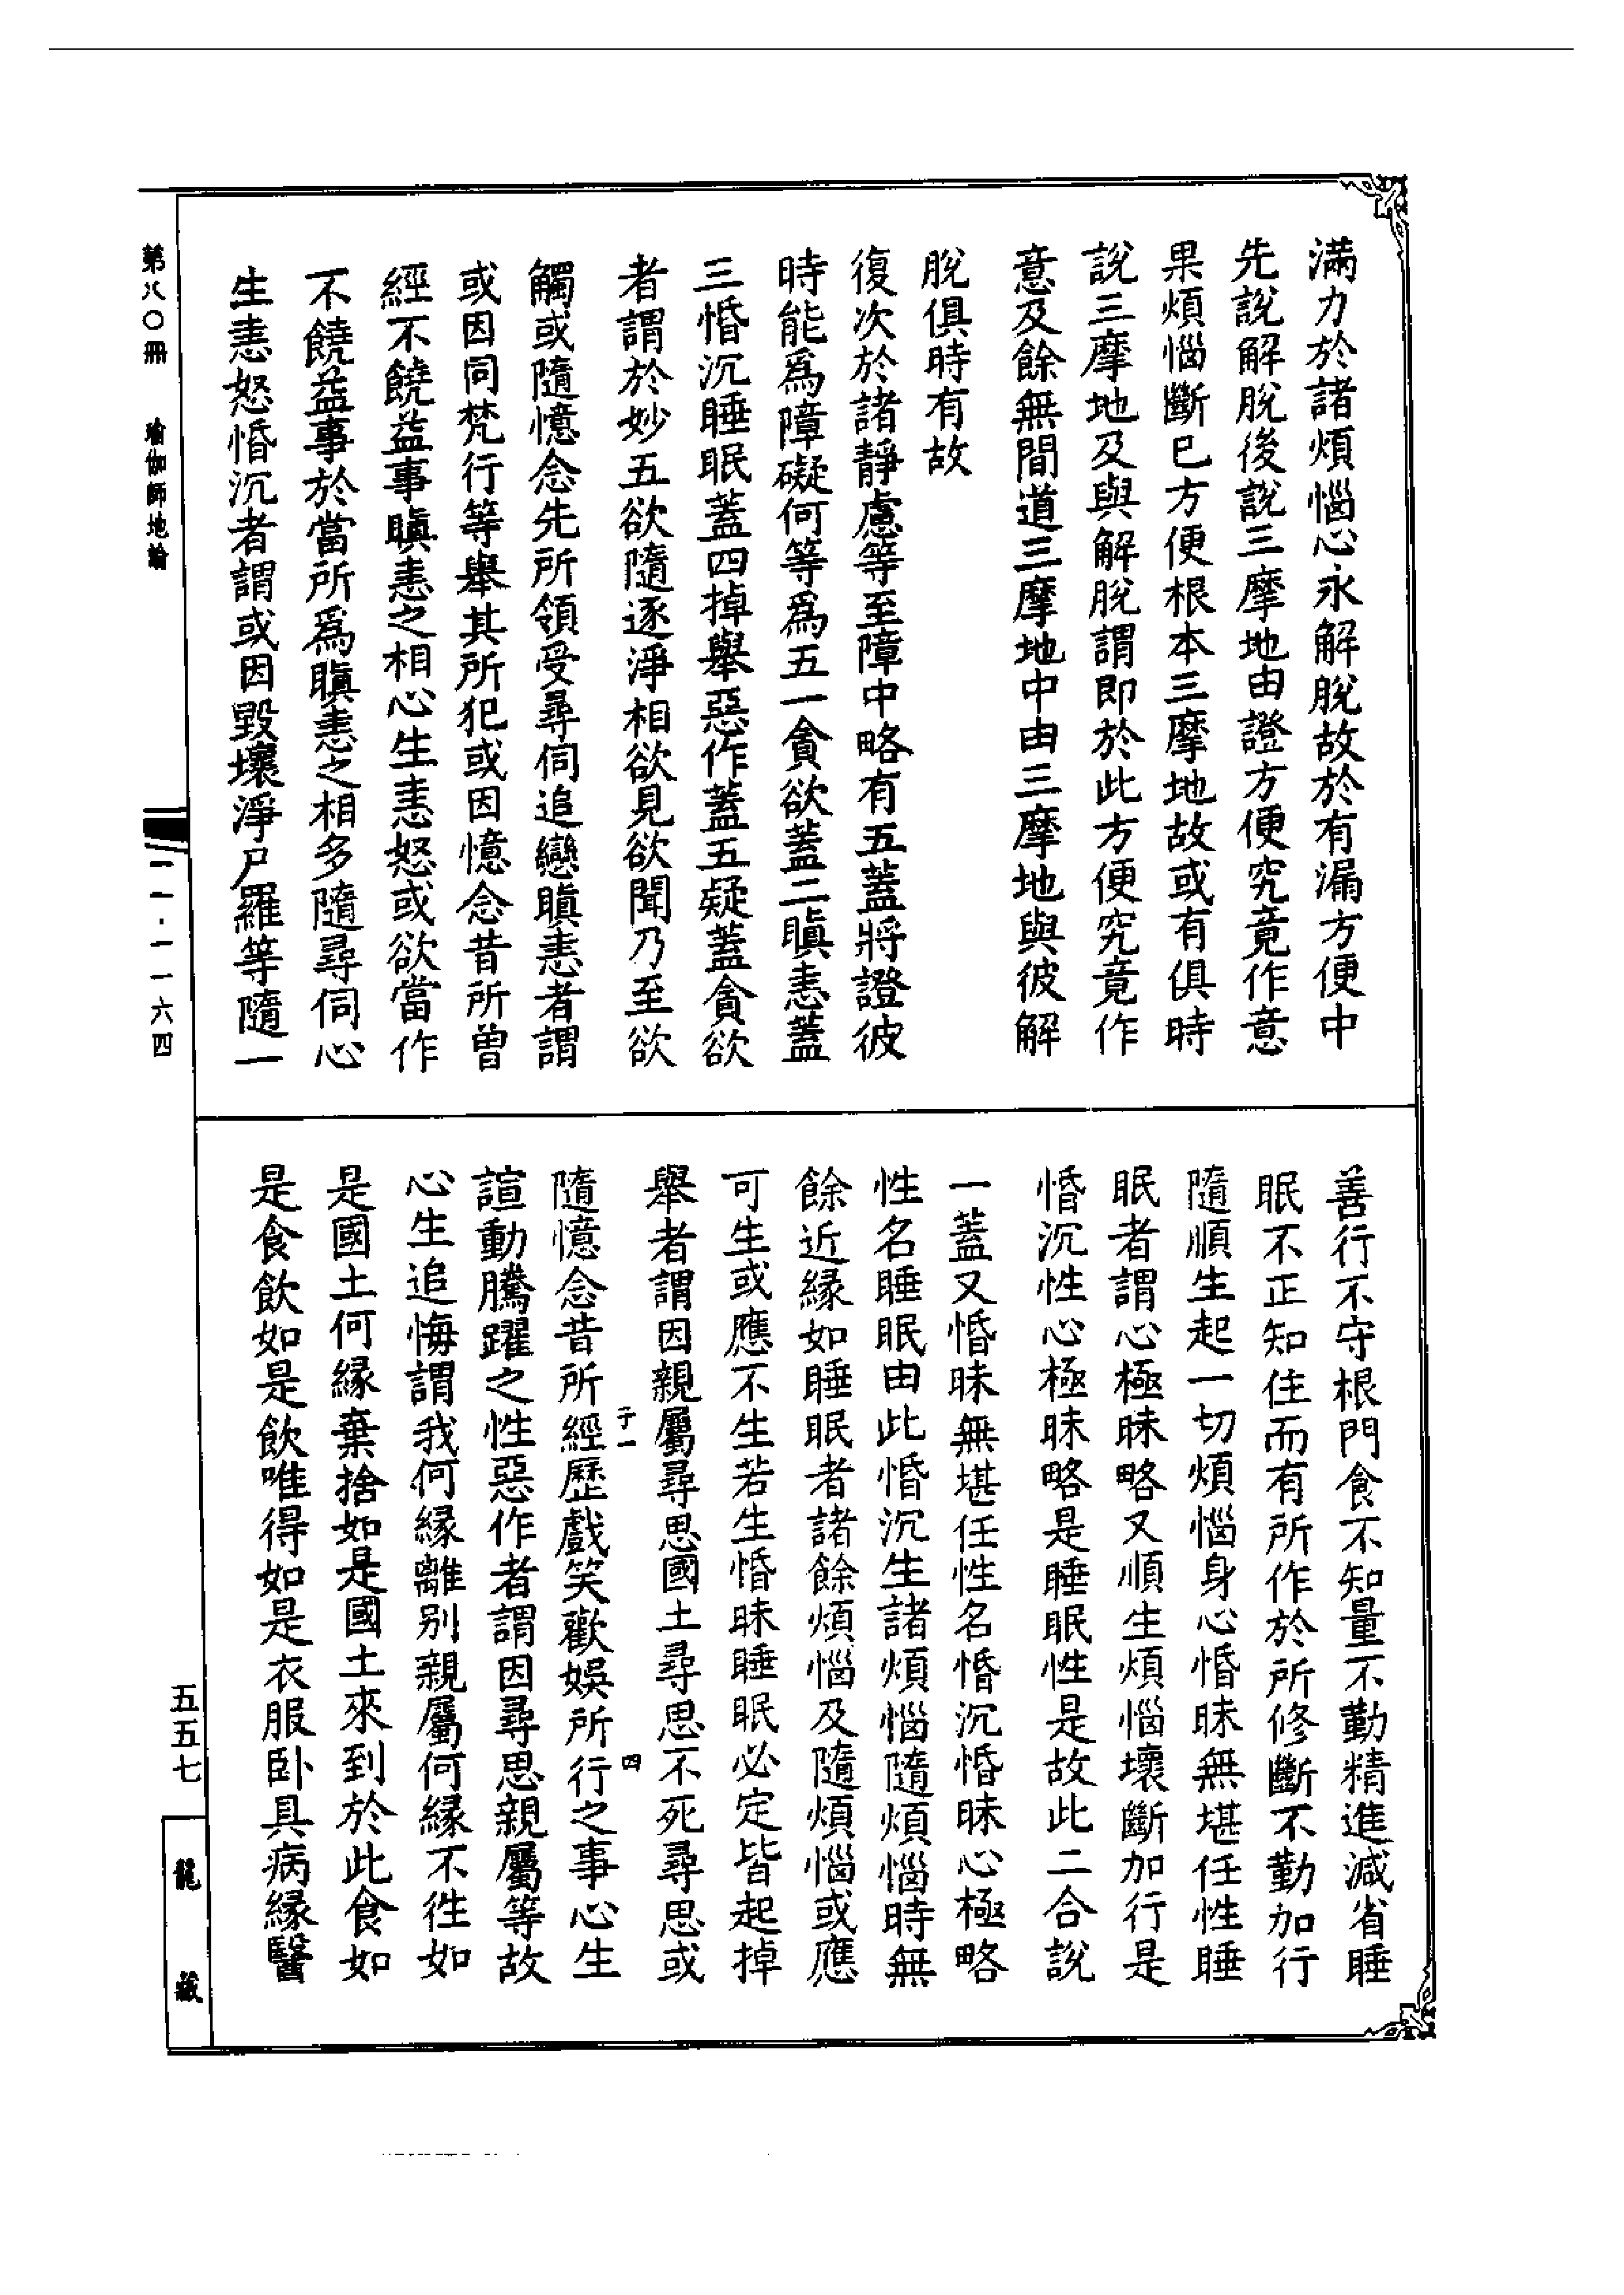 滿力於諸煩惱心永解脫故於有漏方便中
先說解脫後說三摩地由證方便究竟作意
果煩惱斷已方便根本三摩地故或有俱時
說三摩地及與解脫謂即於此方便究竟作
意及餘無間道三摩地中由三摩地與彼解
脫俱時有故
復次於諸靜慮等至障中略有五蓋將證彼
時能爲障礙何等爲五一貪欲蓋二瞋恚蓋
三惛沉睡眠蓋四掉舉惡作蓋五疑蓋貪欲
者謂於妙五欲隨逐淨相欲見欲聞乃至欲
觸或隨憶念先所領受尋伺追戀瞋恚者謂
或因同梵行等舉其所犯或因憶念昔所曾
經不饒益事瞋恚之相心生恚怒或欲當作
不饒益事於當所爲瞋恚之相多隨尋伺心
生恚怒惛沉者謂或因毀壞淨尸羅等隨一
善行不守根門食不知量不勤精進減省睡
眠不正知住而有所作於所修斷不勤加行
隨順生起一切煩惱身心惛昧無堪任性睡
眠者謂心極昧略又順生煩惱壞斷加行是
惛沉性心極昧略是睡眠性是故此二合說
一蓋又惛昧無堪任性名惛沉惛昧心極略
性名睡眠由此惛沉生諸煩惱隨煩惱時無
餘近緣如睡眠者諸餘煩惱及隨煩惱或應
可生或應不生若生惛昧睡眠必定皆起掉
舉者謂因親屬尋思國土尋思不死尋思或
子一
四
隨憶念昔所經歷戲笑歡娛所行之事心生
諠動騰躍之性惡作者謂因尋思親屬等故
心生追悔謂我何緣離別親屬何緣不往如
是國土何緣棄捨如是國土來到於此食如
是食飲如是飲唯得如是衣服臥具病緣醫
第八〇冊　瑜伽師地論
一一·一一六四
五五七
龍藏